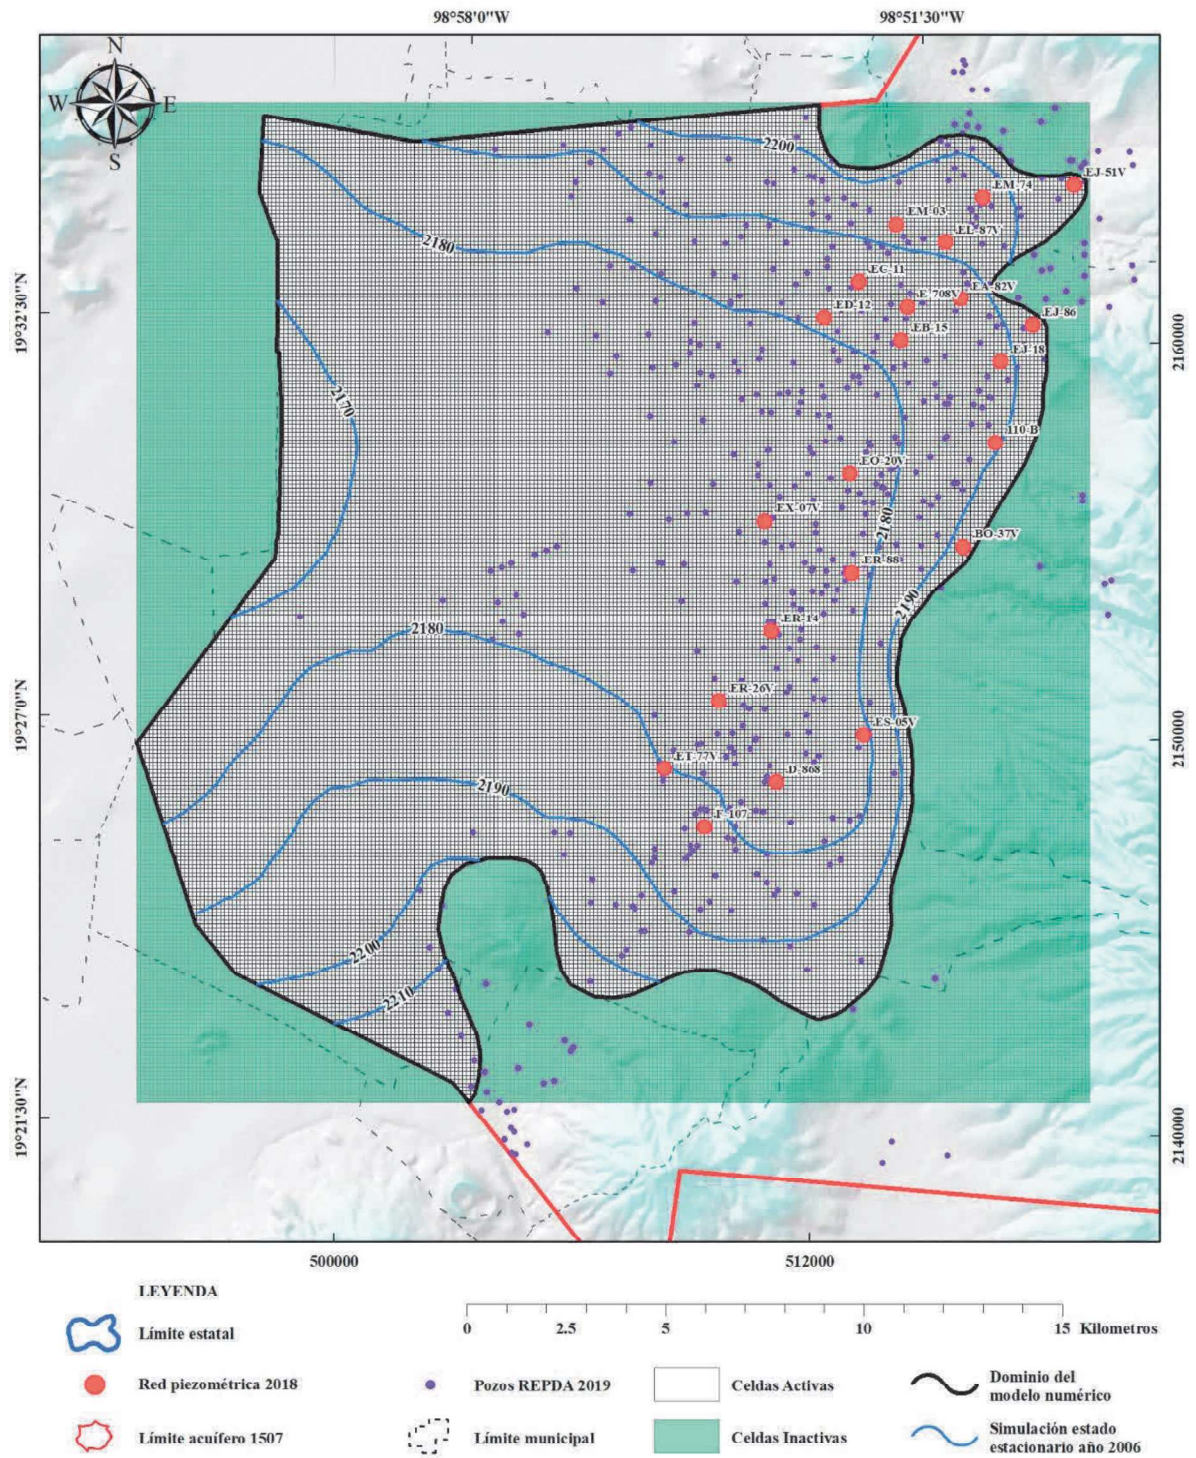 98°58'0"W
98°51'30"W
N
W
E
S
2200
EJ-51V
EM-74
EM-03
EL-87V
2180
EG-11
EA-82V
E-708V
ED-12
EJ-86
19°32'30"N
EB-15
2160000
EJ-18
2170
110-B
EO-20V
EX-07V
2180
BO-37V
ER-88
2190
2180
ER-14
ER-26V
19°27'0"N
ES-05V
2150000
ET-77V
D-868
2190
F-107
2200
2210
19°21'30"N
2140000
500000
512000
LEYENDA
Límite estatal
0 2.5 5 10 15 Kilometros
Red piezométrica 2018
Pozos REPDA 2019
Celdas Activas
Dominio del
modelo numérico
Límite acuífero 1507
Límite municipal
Celdas Inactivas
Simulación estado
estacionario año 2006